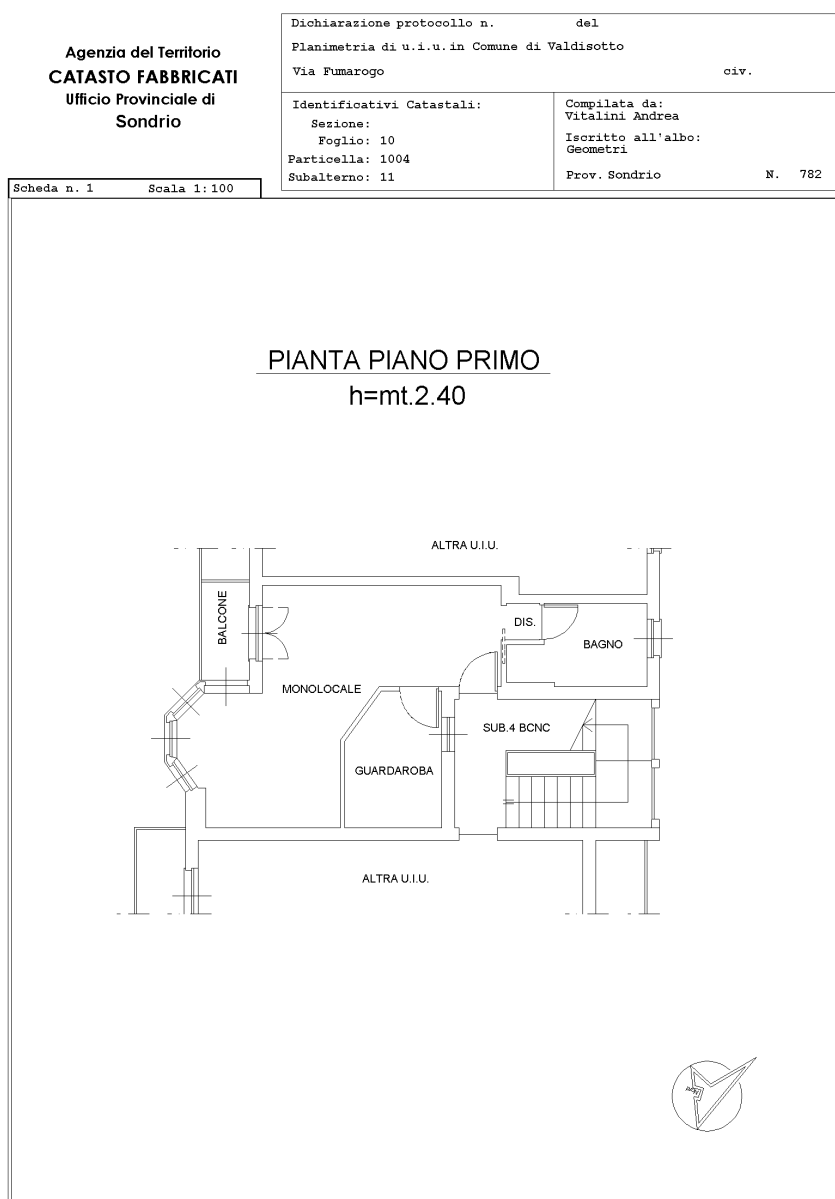 Agenzia del Territorio
CATASTO FABBRICATI
Ufficio Provinciale di
Sondrio
Dichiarazione protocollo n. del
Planimetria di u.i.u. in Comune di Valdisotto
Via Fumarogo civ.
Identificativi Catastali:
Sezione:
Foglio: 10
Particella: 1004
Subalterno: 11
Compilata da:
Vitalini Andrea
Iscritto all'albo:
Geometri
Prov. Sondrio N. 782
Scheda n. 1 Scala 1:100
PIANTA PIANO PRIMO
h=mt.2.40
ALTRA U.I.U.
BALCONE
DIS.
BAGNO
MONOLOCALE
SUB.4 BCNC
GUARDAROBA
ALTRA U.I.U.